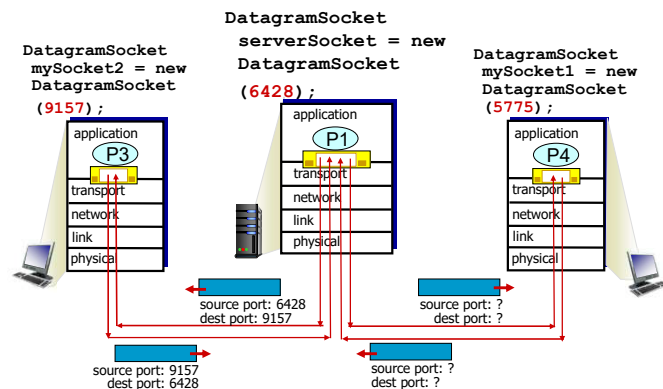 DatagramSocket
serverSocket = new
DatagramSocket
(6428);
DatagramSocket
mySocket2 = new
DatagramSocket
(9157);
DatagramSocket
mySocket1 = new
DatagramSocket
(5775);
application
P3
transport
network
link
physical
application
P1
transport
network
link
physical
application
P4
transport
network
link
physical
source port: 6428
dest port: 9157
source port: ?
dest port: ?
source port: 9157
dest port: 6428
source port: ?
dest port: ?